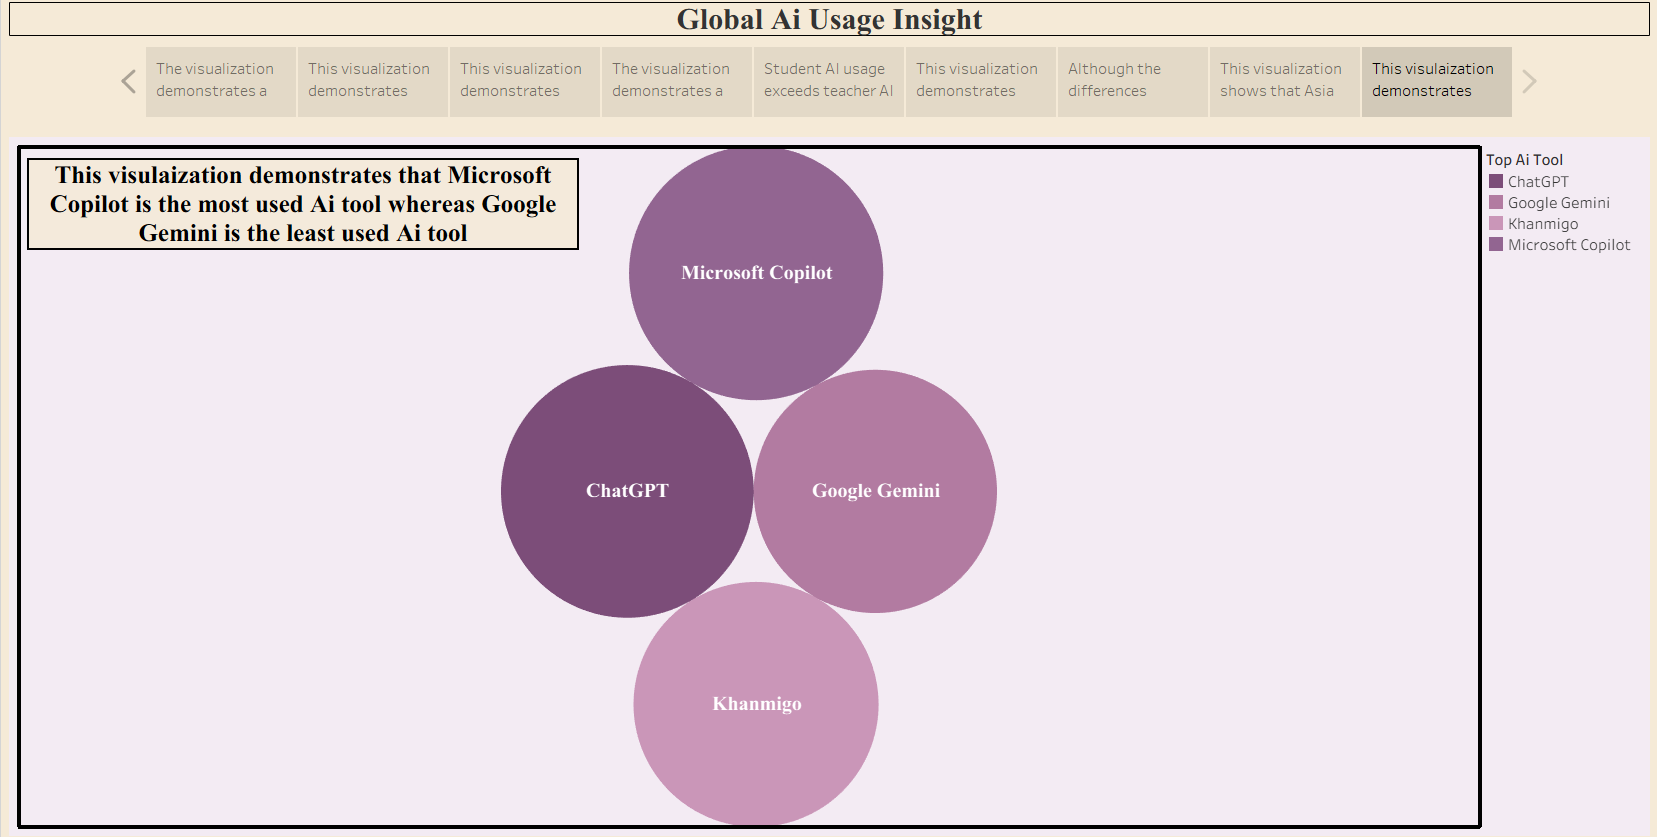 Global Ai Usage Insight
The visualization
demonstrates a
This visualization
demonstrates
This visualization
demonstrates
The visualization
demonstrates a
Student AI usage
exceeds teacher AI
This visualization
demonstrates
Although the
differences
This visualization
shows that Asia
This visulaization
demonstrates
This visulaization demonstrates that Microsoft
Copilot is the most used Ai tool whereas Google
Gemini is the least used Ai tool
Microsoft Copilot
ChatGPT
Google Gemini
Khanmigo
Top Ai Tool
ChatGPT
Google Gemini
Khanmigo
Microsoft Copilot